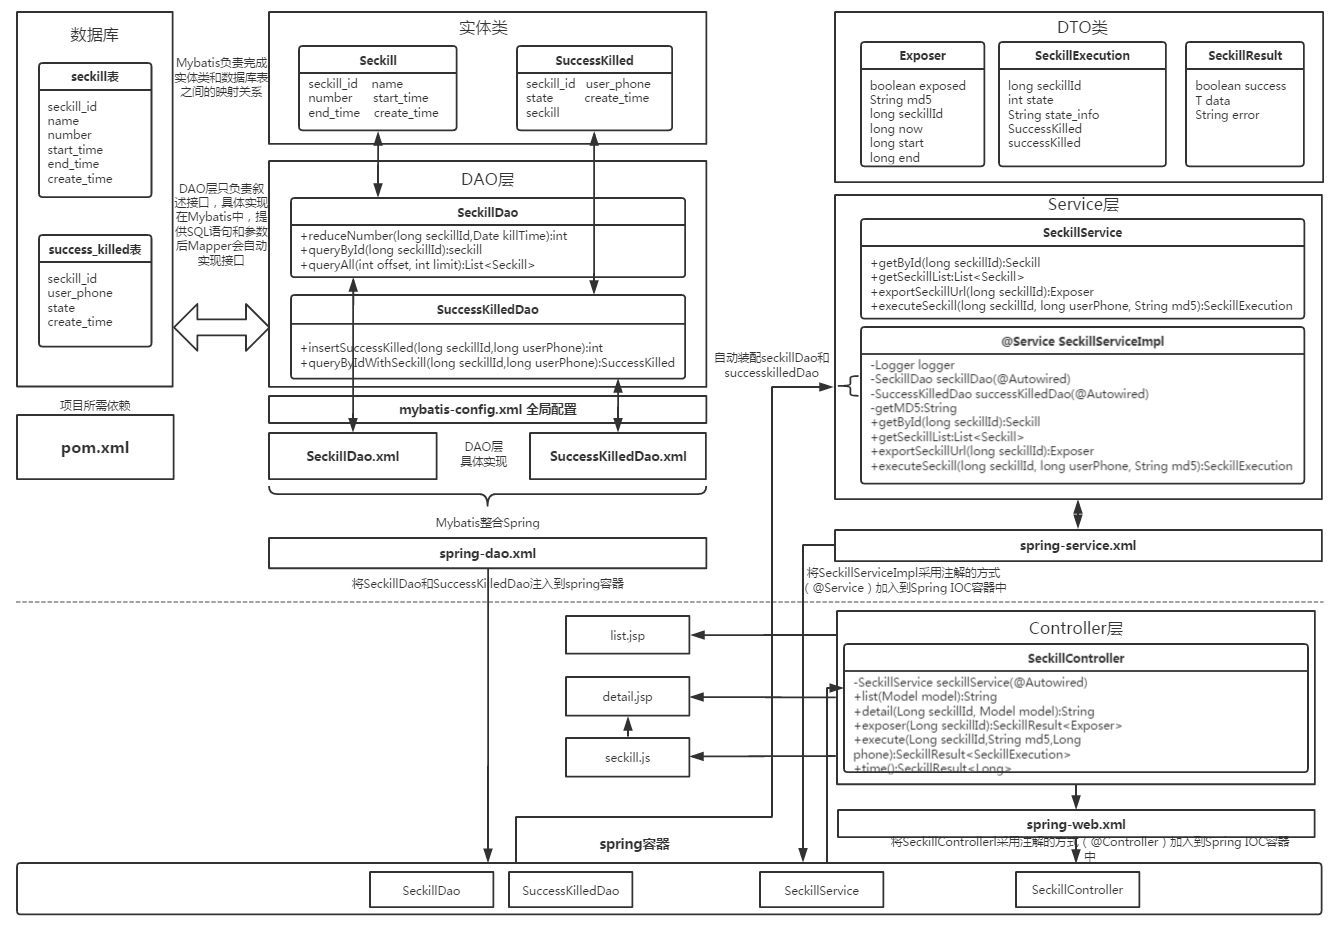 数据库
seckill表
seckill_id
name
number
start_time
end_time
create_time
success_killed表
seckill_id
user_phone
state
create_time
项目所需依赖
pom.xml
Mybatis负责完成
实体类和数据库表
之间的映射关系
DAO层只负责叙
述接口，具体实现
在Mybatis中，提
供SQL语句和参数
后Mapper会自动
实现接口
实体类
Seckill
seckill_id name
number start_time
end_time create_time
SuccessKilled
seckill_id user_phone
state create_time
seckill
DAO层
SeckillDao
+reduceNumber(long seckillId,Date killTime):int
+queryById(long seckillId):seckill
+queryAll(int offset, int limit):List<Seckill>
SuccessKilledDao
+insertSuccessKilled(long seckillId,long userPhone):int
+queryByIdWithSeckill(long seckillId,long userPhone):SuccessKilled
mybatis-config.xml 全局配置
SeckillDao.xml
DAO层
具体实现
SuccessKilledDao.xml
Mybatis整合Spring
spring-dao.xml
将SeckillDao和SuccessKilledDao注入到spring容器
自动装配seckillDao和
successkilledDao
DTO类
Exposer
boolean exposed
String md5
long seckillId
long now
long start
long end
SeckillExecution
long seckillId
int state
String state_info
SuccessKilled
successKilled
SeckillResult
boolean success
T data
String error
Service层
SeckillService
+getById(long seckillId):Seckill
+getSeckillList:List<Seckill>
+exportSeckillUrl(long seckillId):Exposer
+executeSeckill(long seckillId, long userPhone, String md5):SeckillExecution
@Service SeckillServiceImpl
-Logger logger
-SeckillDao seckillDao(@Autowired)
-SuccessKilledDao successKilledDao(@Autowired)
-getMD5:String
+getById(long seckillId):Seckill
+getSeckillList:List<Seckill>
+exportSeckillUrl(long seckillId):Exposer
+executeSeckill(long seckillId, long userPhone, String md5):SeckillExecution
spring-service.xml
将SeckillServiceImpl采用注解的方式
（@Service）加入到Spring IOC容器中
list.jsp
detail.jsp
seckill.js
Controller层
SeckillController
-SeckillService seckillService(@Autowired)
+list(Model model):String
+detail(Long seckillId, Model model):String
+exposer(Long seckillId):SeckillResult<Exposer>
+execute(Long seckillId,String md5,Long
phone):SeckillResult<SeckillExecution>
+time():SeckillResult<Long>
spring-web.xml
将SeckillControllerl采用注解的方式（@Controller）加入到Spring IOC容器
中
spring容器
SeckillDao
SuccessKilledDao
SeckillService
SeckillController